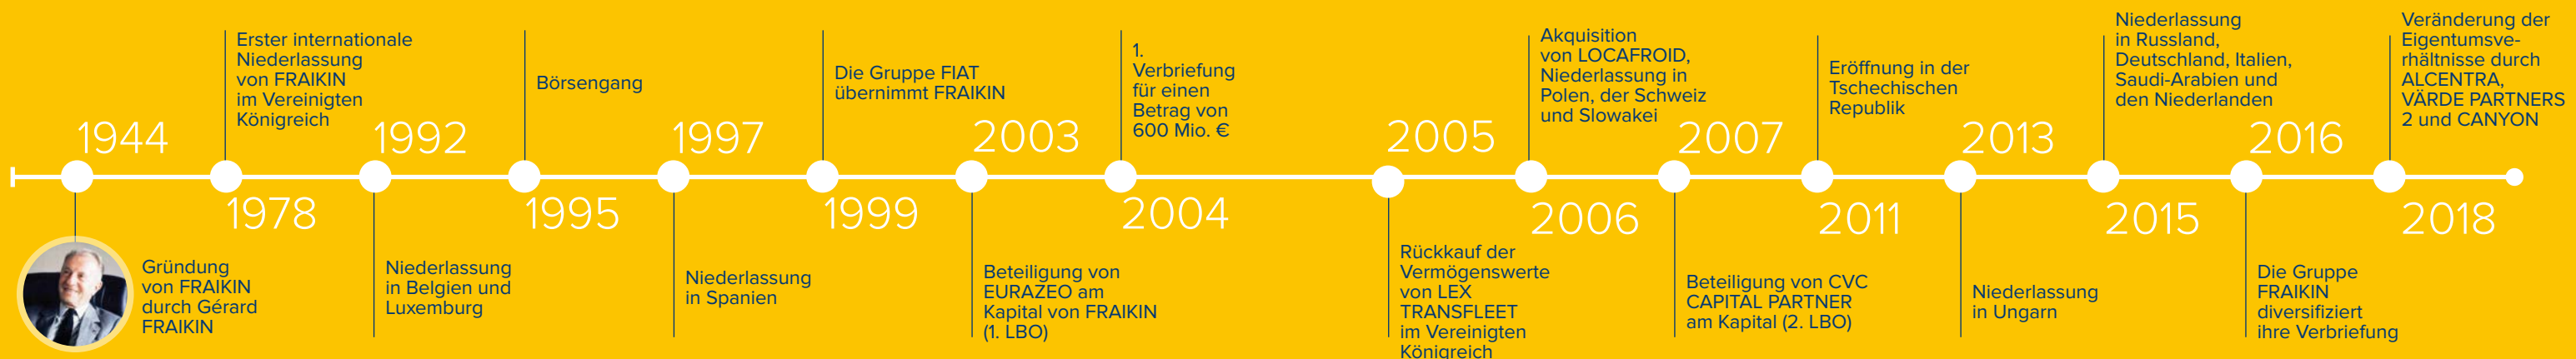 1944
Gründung
von FRAIKIN
durch Gérard
FRAIKIN
Erster internationale
Niederlassung
von FRAIKIN
im Vereinigten
Königreich
1978
1992
Niederlassung
in Belgien und
Luxemburg
Börsengang
1995
1997
Niederlassung
in Spanien
Die Gruppe FIAT
übernimmt FRAIKIN
1999
2003
Beteiligung von
EURAZEO am
Kapital von FRAIKIN
(1. LBO)
1.
Verbriefung
für einen
Betrag von
600 Mio. €
2004
2005
Rückkauf der
Vermögenswerte
von LEX
TRANSFLEET
im Vereinigten
Königreich
Akquisition
von LOCAFROID,
Niederlassung in
Polen, der Schweiz
und Slowakei
2006
2007
Beteiligung von CVC
CAPITAL PARTNER
am Kapital (2. LBO)
Eröffnung in der
Tschechischen
Republik
2011
2013
Niederlassung
in Ungarn
Niederlassung
in Russland,
Deutschland, Italien,
Saudi-Arabien und
den Niederlanden
2015
2016
Die Gruppe
FRAIKIN
diversifiziert
ihre Verbriefung
Veränderung der
Eigentumsve-
rhältnisse durch
ALCENTRA,
VÄRDE PARTNERS
2 und CANYON
2018